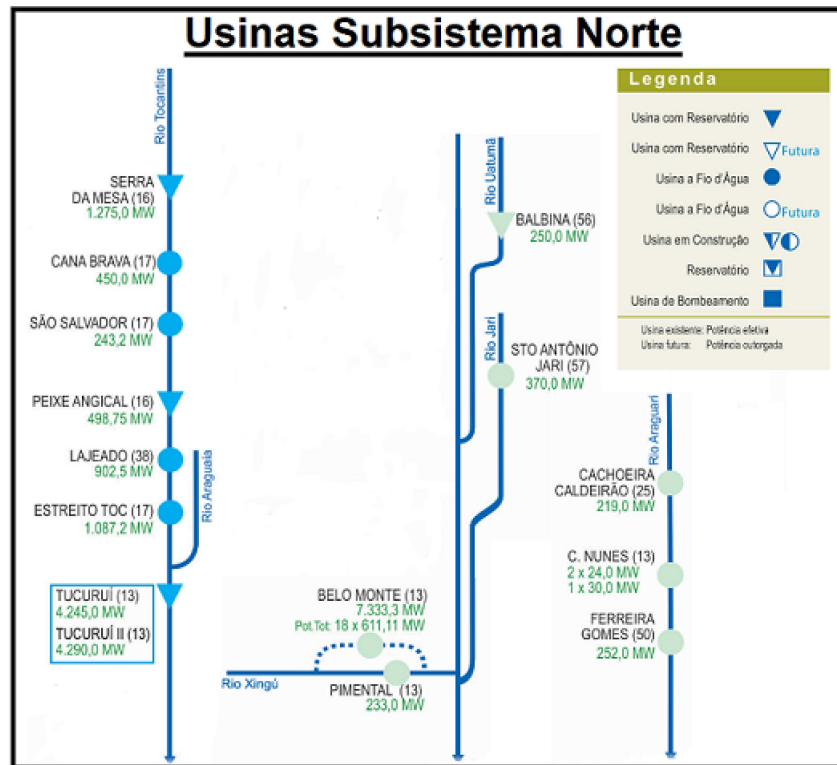 Usinas Subsistema Norte
Rio Tocantins
SERRA
DA MESA (16)
1.275,0 MW
CANA BRAVA (17)
450,0 MW
SÃO SALVADOR (17)
243,2 MW
PEIXE ANGICAL (16)
498,75 MW
LAJEADO (38)
902,5 MW
Rio Araguaia
ESTREITO TOC (17)
1.087,2 MW
TUCURUÍ (13)
4.245,0 MW
TUCURUÍ II (13)
4.290,0 MW
Rio Uatumã
BALBINA (56)
250,0 MW
Rio Jari
STO ANTÔNIO
JARI (57)
370,0 MW
BELO MONTE (13)
7.333,3 MW
Pot.Tot: 18 x 611,11 MW
Rio Xingú
PIMENTAL (13)
233,0 MW
Legenda
Usina com Reservatório
Usina com Reservatório Futura
Usina a Fio d'Água
Usina a Fio d'Água Futura
Usina em Construção
Reservatório
Usina de Bombeamento
Usina existente: Potência efetiva
Usina futura: Potência outorgada
Rio Araguari
CACHOEIRA
CALDEIRÃO (25)
219,0 MW
C. NUNES (13)
2 x 24,0 MW
1 x 30,0 MW
FERREIRA
GOMES (50)
252,0 MW